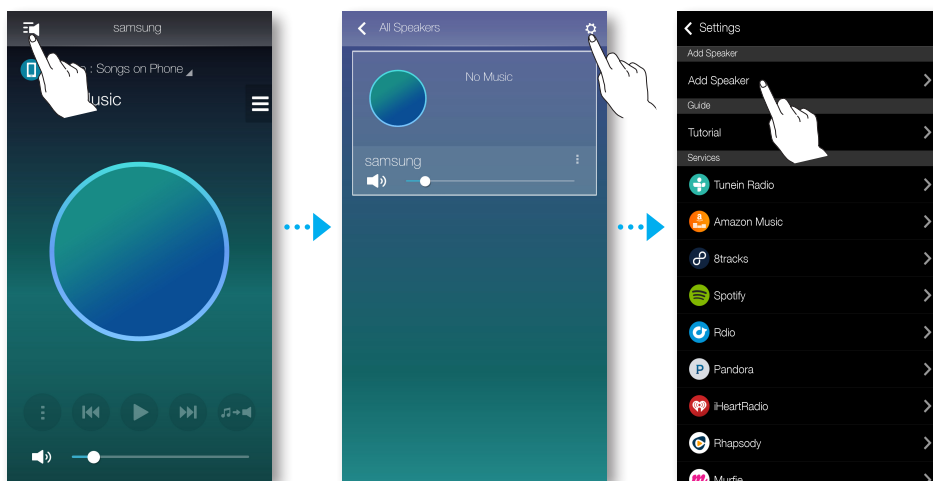 samsung
: Songs on Phone
All Speakers
No Music
samsung
Settings
Add Speaker
Add Speaker
Guide
Tutorial
Services
Tunein Radio
Amazon Music
8tracks
Spotify
Rdio
P Pandora
iHeartRadio
Rhapsody
Murfie